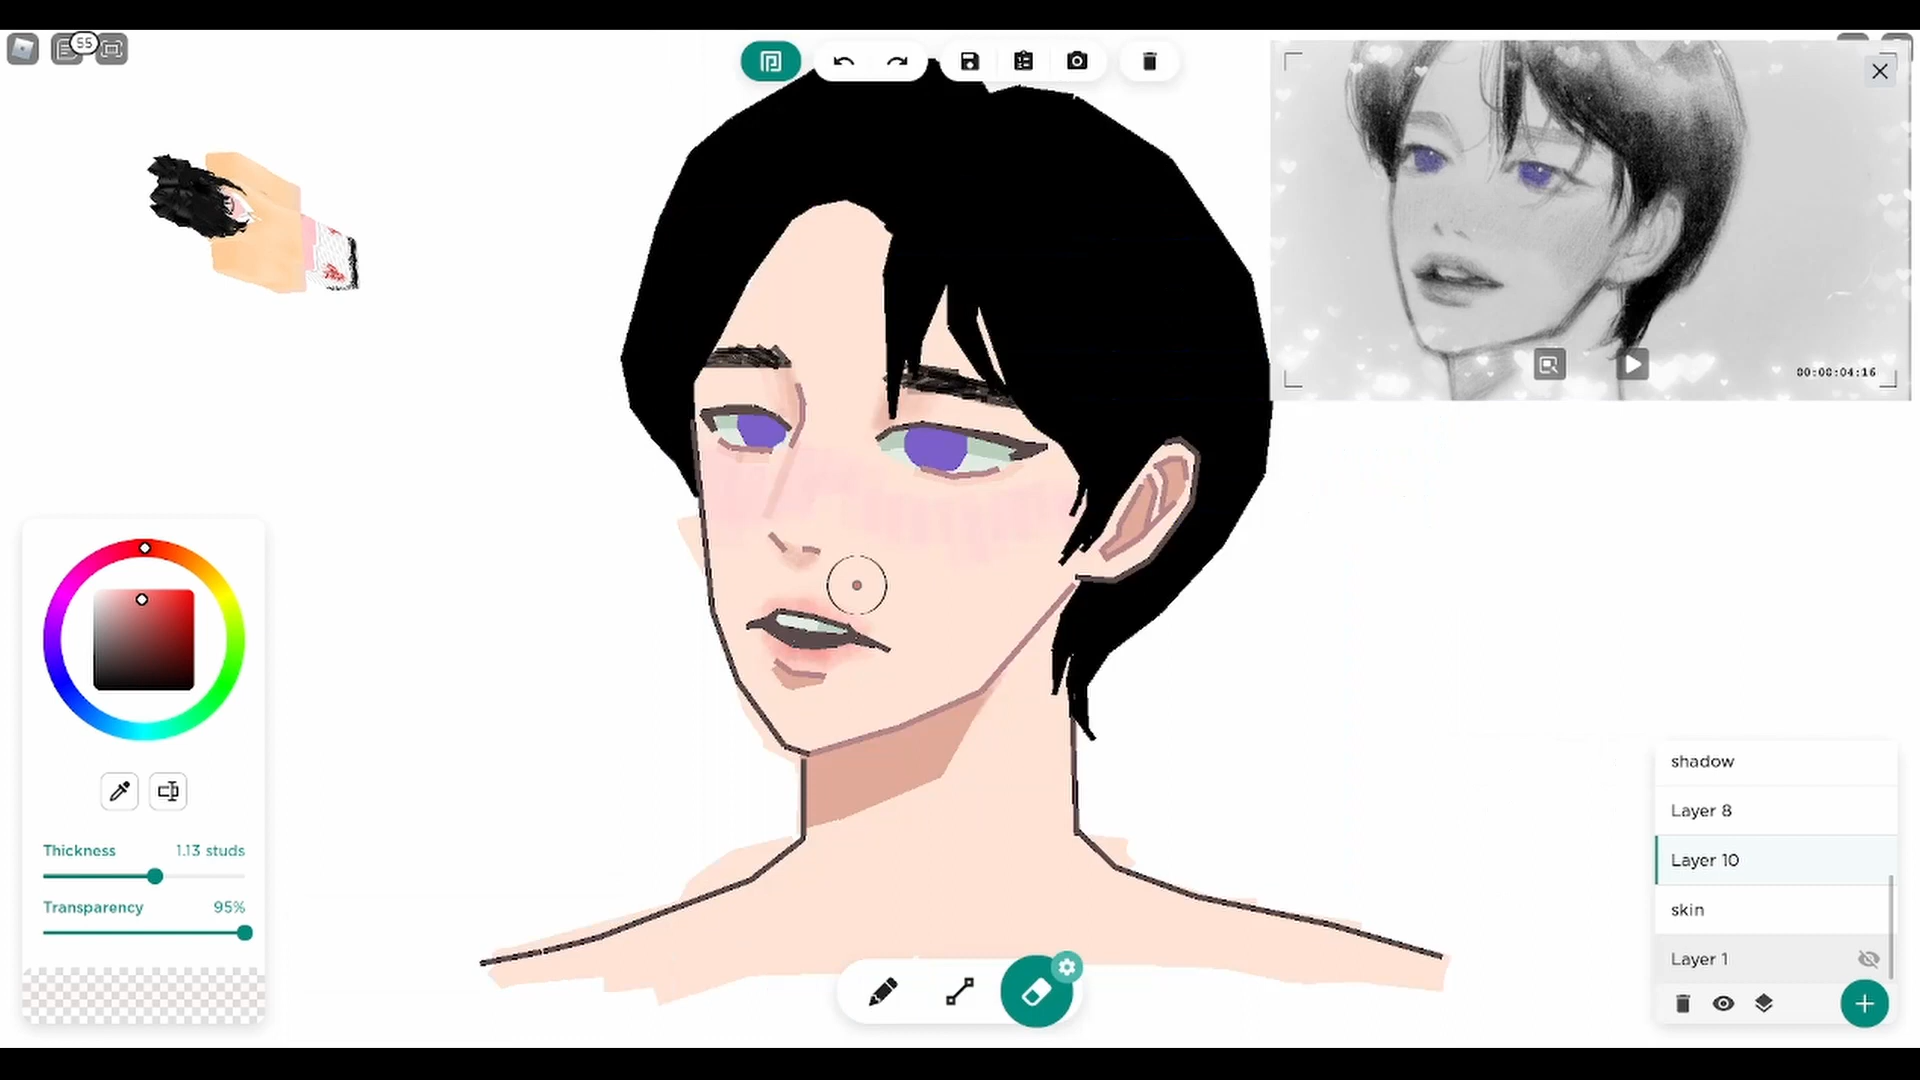 55
00:00:04:16
Thickness 1.13 studs
Transparency 95%
shadow
Layer 8
Layer 10
skin
Layer 1